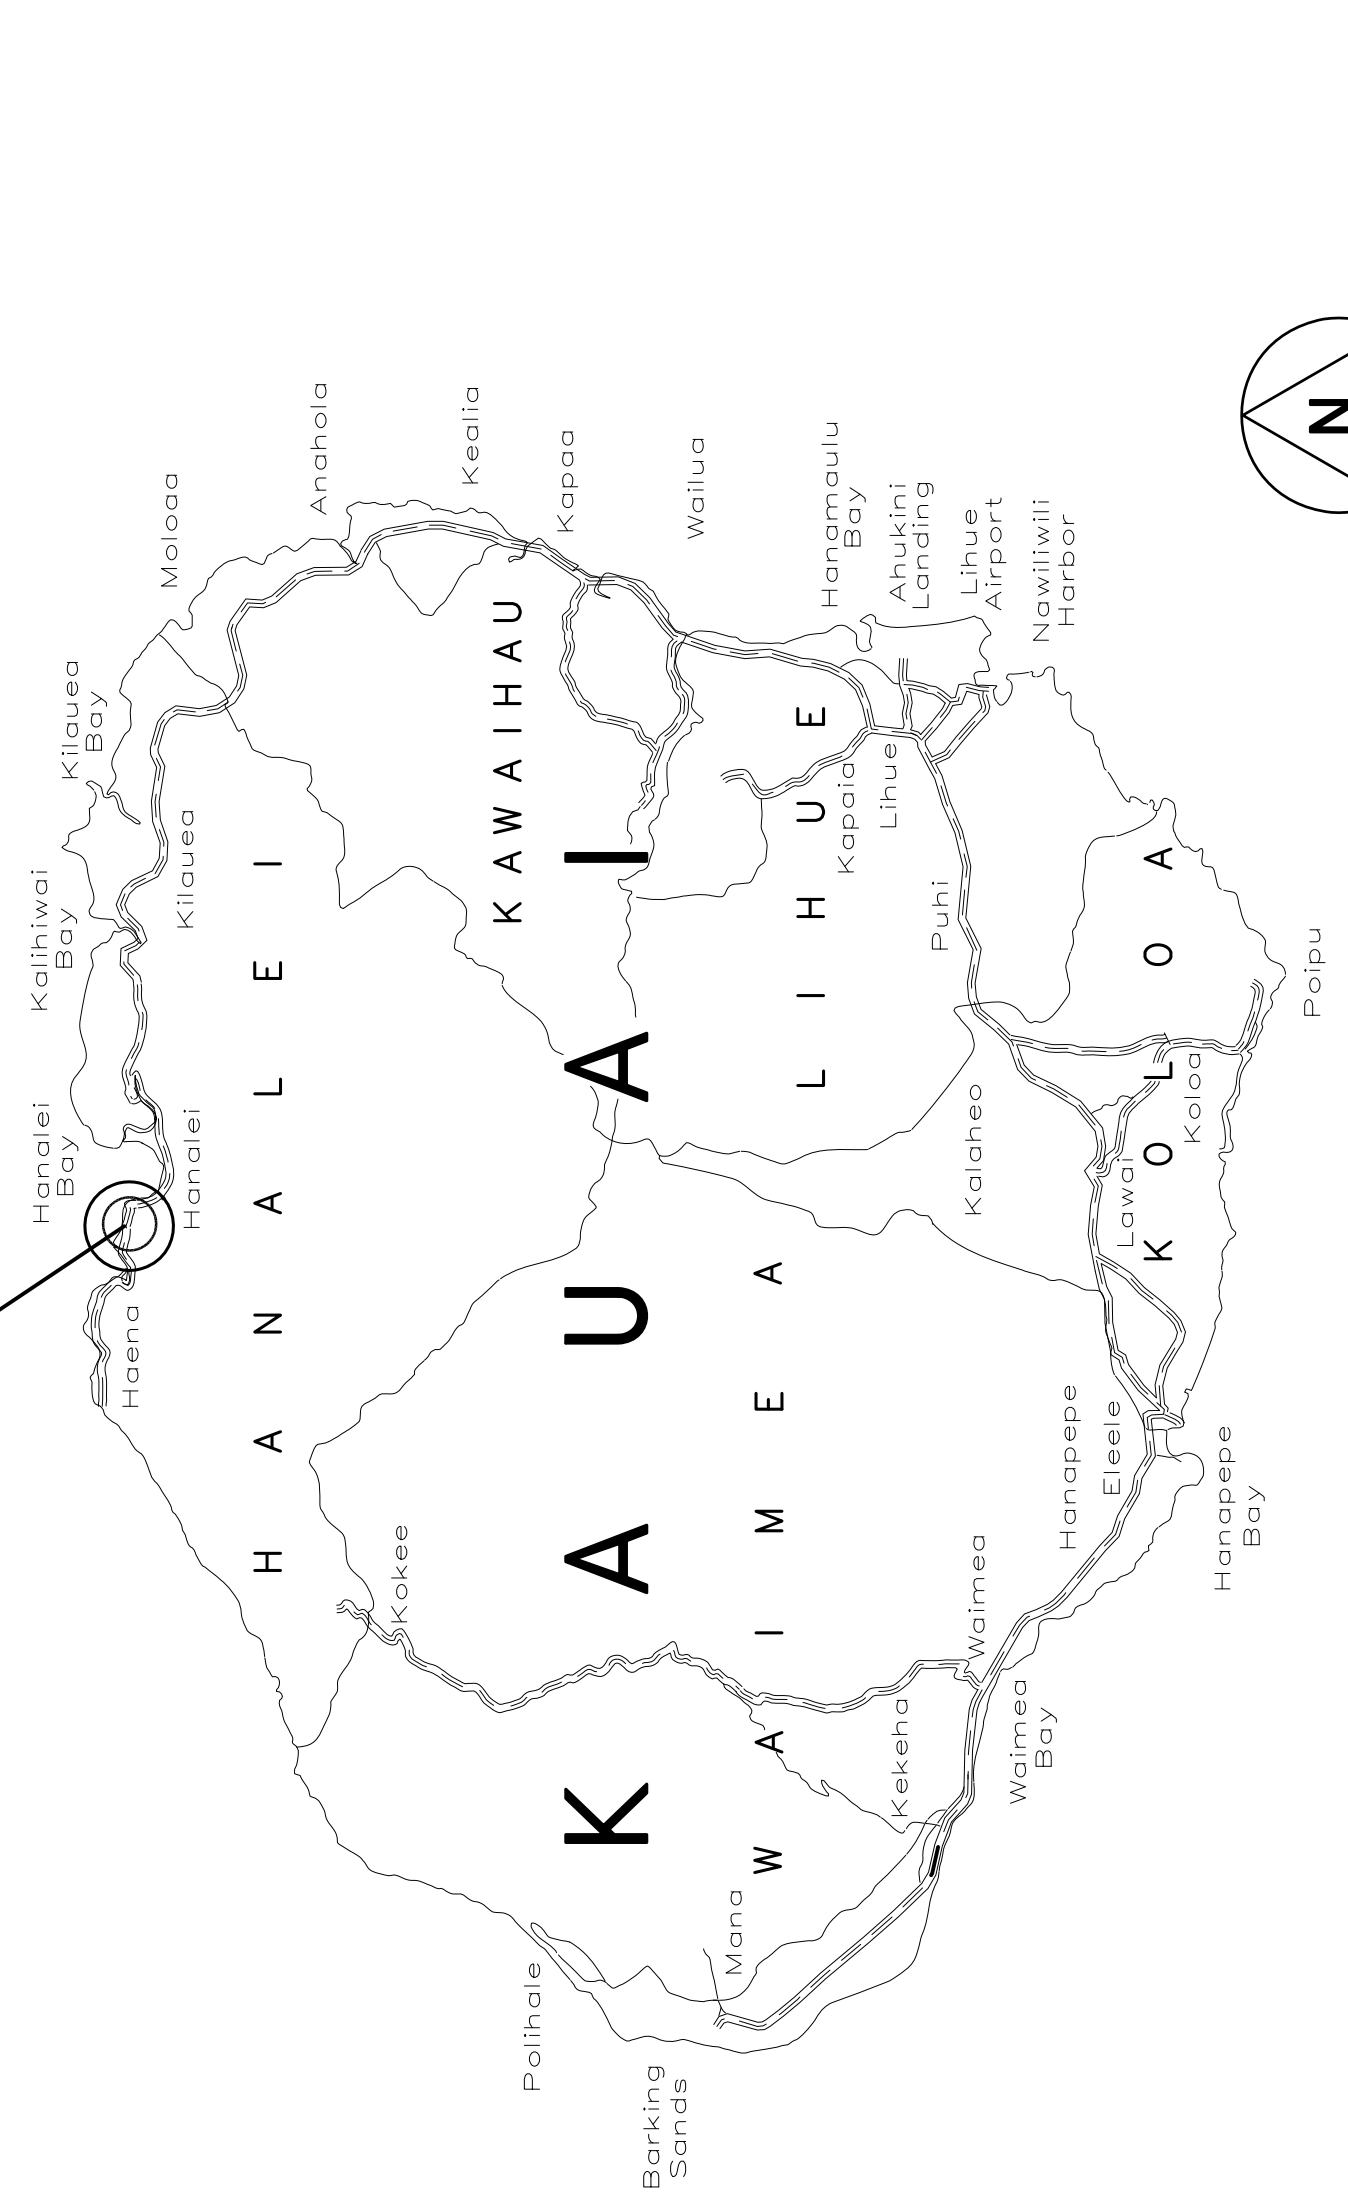 Hanalei
Bay
Kalihiwai
Bay
Kilauea
Bay
Moloaa
Anahola
Kealia
Kapaa
Wailua
Hanamaulu
Bay
Ahukini
Landing
Lihue
Airport
Nawiliwili
Harbor
Haena
Hanalei
Kilauea
HANALEI
KAWAIHAU
Kokee
KAUAI
LIHUE
Kapaia
Lihue
Puhi
WAIMEA
Polihale
Barking
Sands
Mana
Kekeha
Waimea
Waimea
Bay
Hanapepe
Eleele
Hanapepe
Bay
Kalaheo
Lawai
Koloa
KOLOA
Poipu
N